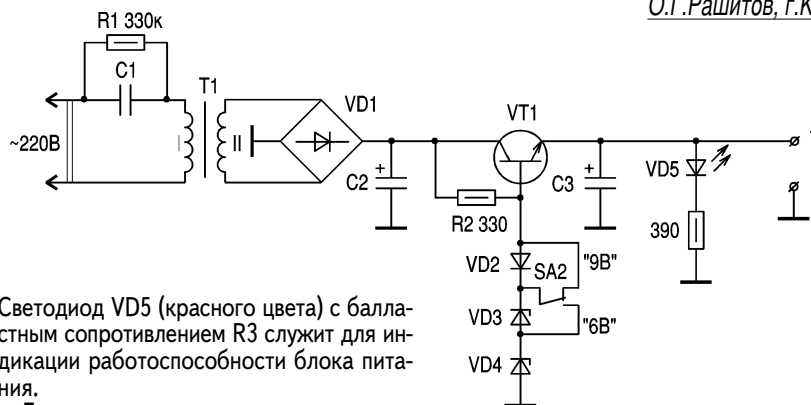 О.Г.Рашитов, г.К
R1 330к
C1
T1
VD1
VT1
~220В
I
II
+
C2
R2 330
+
C3
VD5
390
VD2
SA2
"9В"
VD3
"6В"
VD4
Светодиод VD5 (красного цвета) с балла-
стным сопротивлением R3 служит для ин-
дикации работоспособности блока пита-
ния.